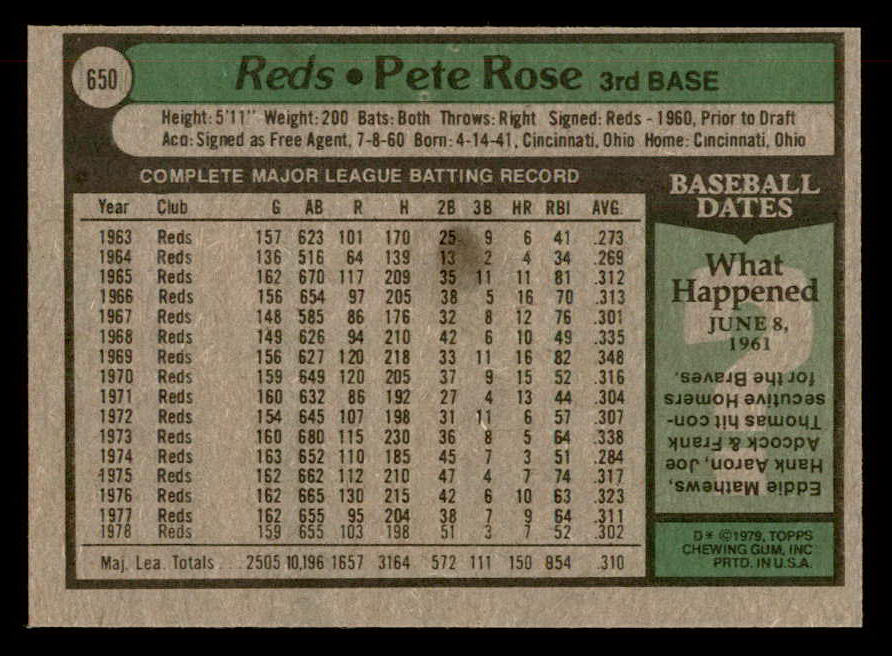 650
Reds • Pete Rose 3rd BASE
Height: 5'11" Weight: 200 Bats: Both Throws: Right Signed: Reds - 1960, Prior to Draft
Acq: Signed as Free Agent, 7-8-60 Born: 4-14-41, Cincinnati, Ohio Home: Cincinnati, Ohio
COMPLETE MAJOR LEAGUE BATTING RECORD
Year Club G AB R H 2B 3B HR RBI AVG.
1963 Reds 157 623 101 170 25 9 6 41 .273
1964 Reds 136 516 64 139 13 2 4 34 .269
1965 Reds 162 670 117 209 35 11 11 81 .312
1966 Reds 156 654 97 205 38 5 16 70 .313
1967 Reds 148 585 86 176 32 8 12 76 .301
1968 Reds 149 626 94 210 42 6 10 49 .335
1969 Reds 156 627 120 218 33 11 16 82 .348
1970 Reds 159 649 120 205 37 9 15 52 .316
1971 Reds 160 632 86 192 27 4 13 44 .304
1972 Reds 154 645 107 198 31 11 6 57 .307
1973 Reds 160 680 115 230 36 8 5 64 .338
1974 Reds 163 652 110 185 45 7 3 51 .284
1975 Reds 162 662 112 210 47 4 7 74 .317
1976 Reds 162 665 130 215 42 6 10 63 .323
1977 Reds 162 655 95 204 38 7 9 64 .311
1978 Reds 159 655 103 198 51 3 7 52 .302
Maj. Lea. Totals . . . 2505 10,196 1657 3164 572 111 150 854 .310
BASEBALL
DATES
What
Happened
JUNE 8,
1961
Eddie Mathews,
Hank Aaron, Joe
Adcock & Frank
Thomas hit con-
secutive Homers
for the Braves.
D* ©1979, TOPPS
CHEWING GUM, INC
PRTD. IN U.S.A.